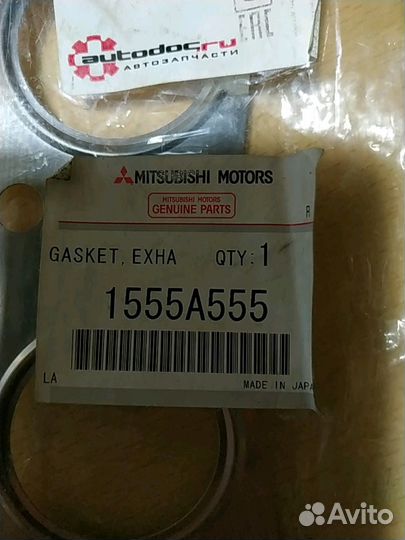 autodoc.ru
АВТОЗАПЧАСТИ
EAC
MITSUBISHI MOTORS
MITSUBISHI MOTORS
GENUINE PARTS
R
GASKET, EXHA QTY:1
1555A555
LA
MADE IN JAPA
Avito